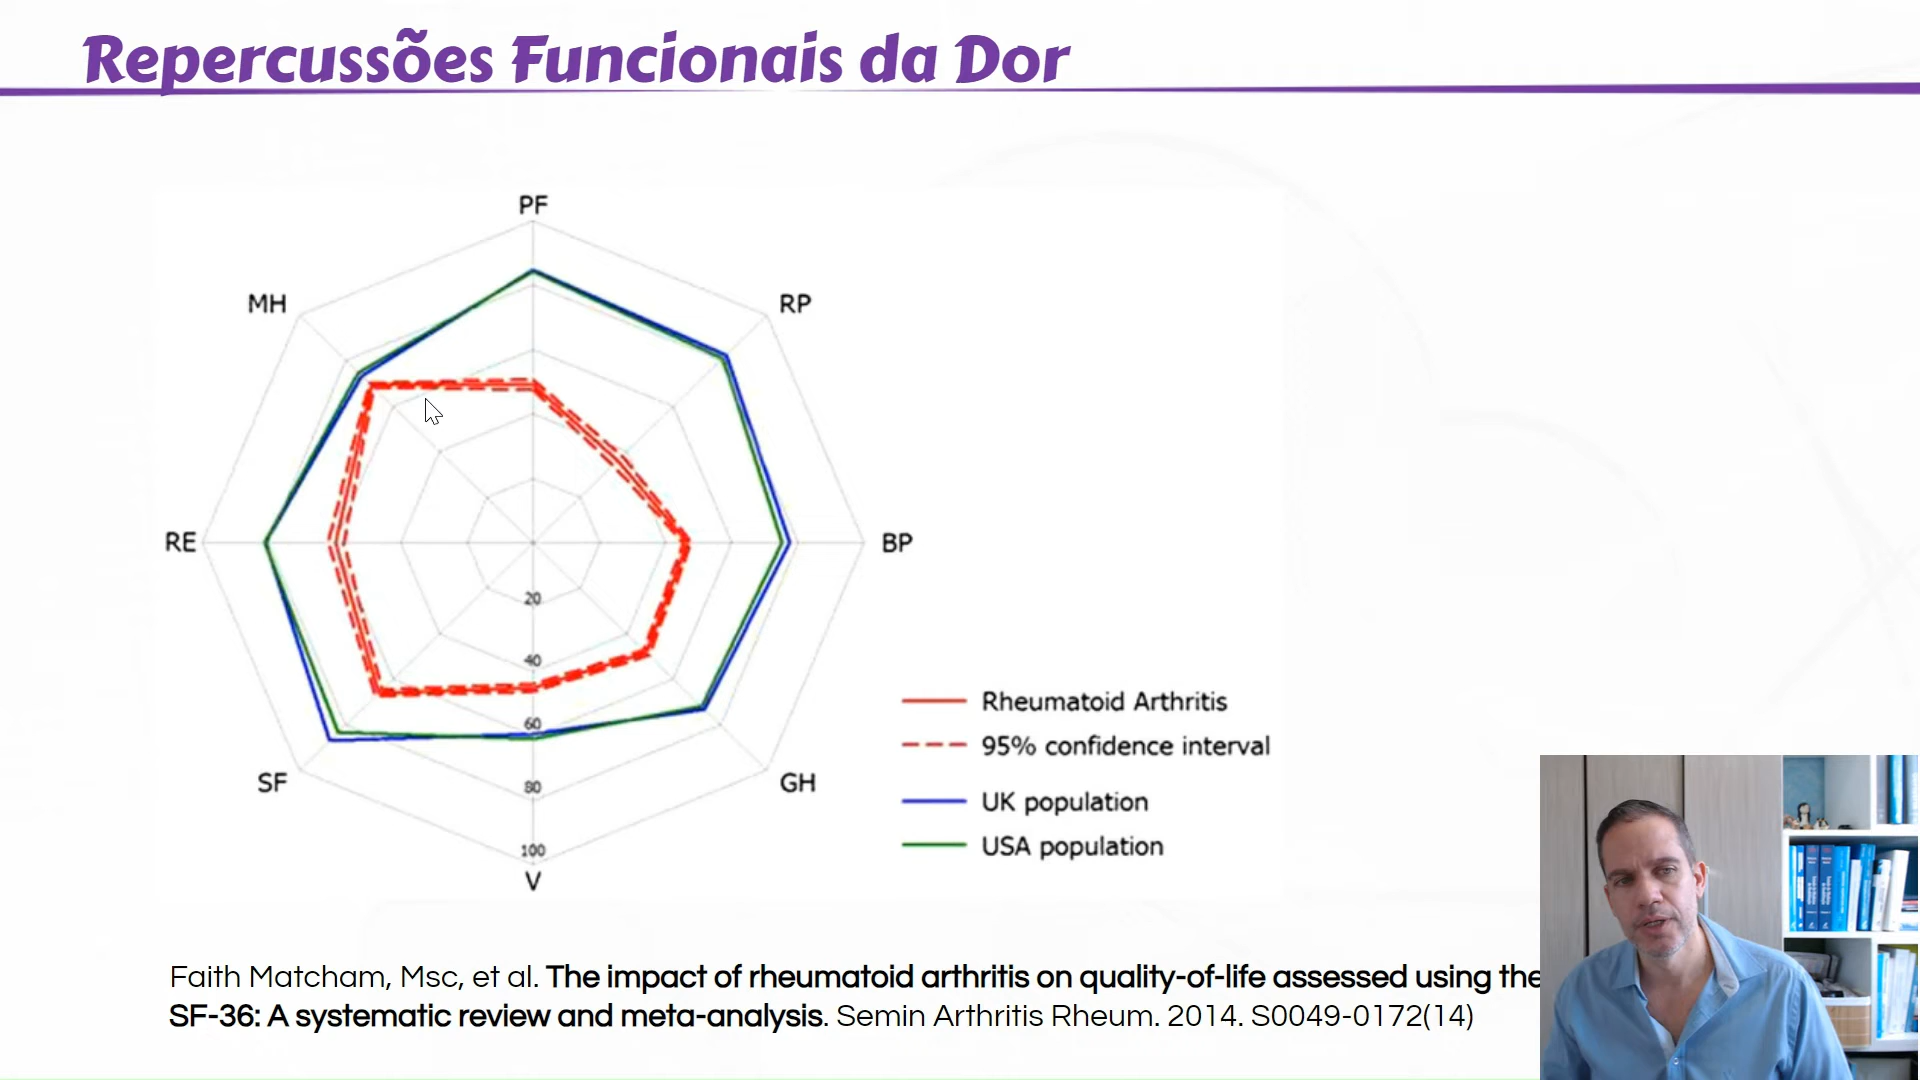 Repercussões Funcionais da Dor
PF
MH
RP
RE
BP
20
40
60
SF
GH
80
100
V
Rheumatoid Arthritis
95% confidence interval
UK population
USA population
Faith Matcham, Msc, et al. The impact of rheumatoid arthritis on quality-of-life assessed using the
SF-36: A systematic review and meta-analysis. Semin Arthritis Rheum. 2014. S0049-0172(14)